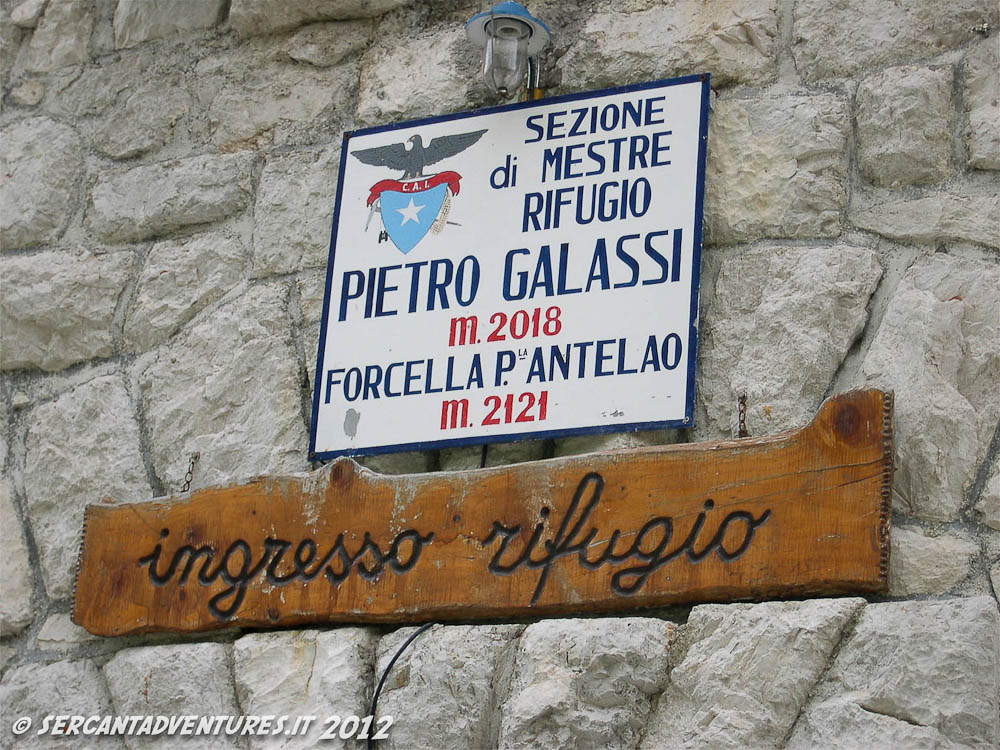 SEZIONE
di MESTRE
RIFUGIO
C.A.I.
PIETRO GALASSI
m. 2018
FORCELLA P.LA ANTELAO
m. 2121
ingresso rifugio
© SERCANTADVENTURES.IT 2012